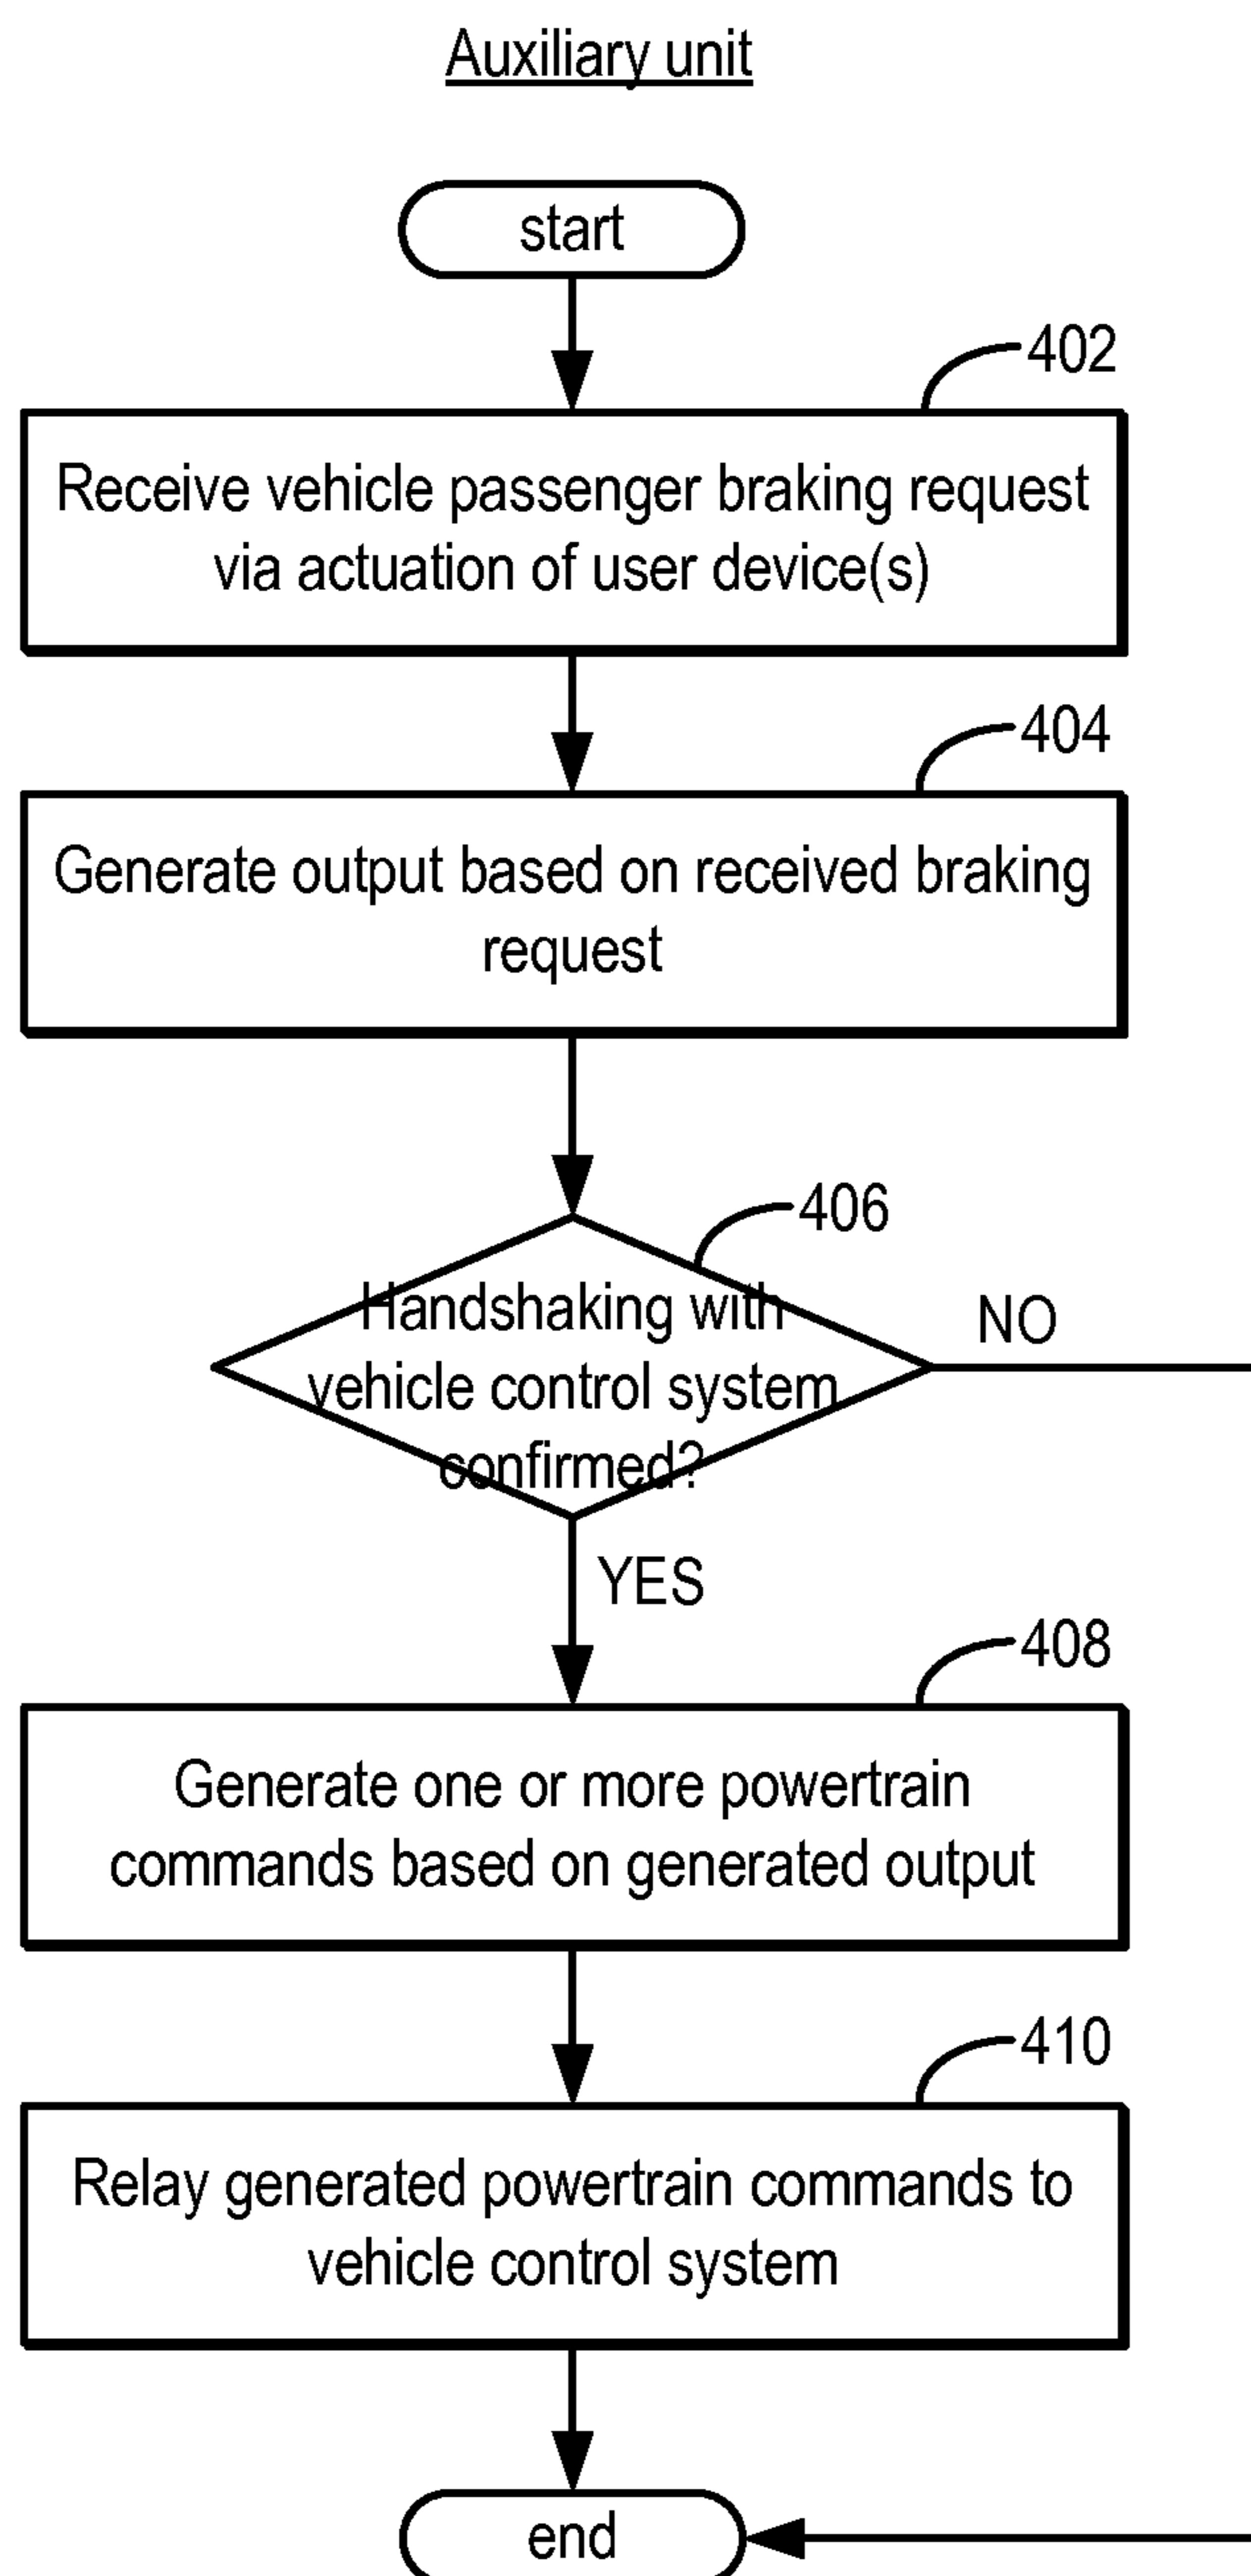 Auxiliary unit
start
402
Receive vehicle passenger braking request
via actuation of user device(s)
404
Generate output based on received braking
request
406
Handshaking with
vehicle control system
confirmed?
NO
YES
408
Generate one or more powertrain
commands based on generated output
410
Relay generated powertrain commands to
vehicle control system
end